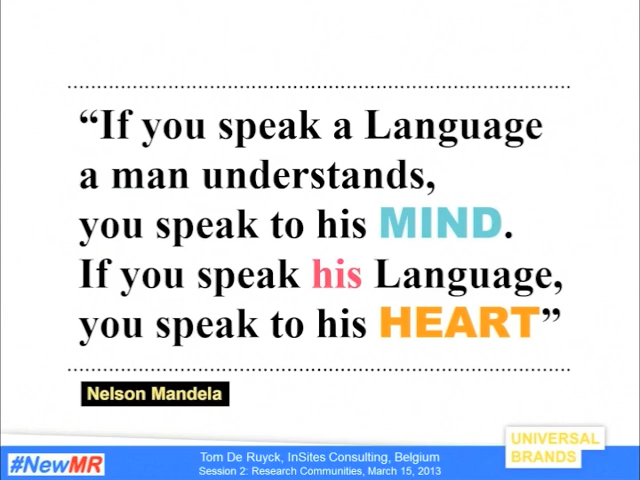 “If you speak a Language
a man understands,
you speak to his MIND.
If you speak his Language,
you speak to his HEART”
Nelson Mandela
UNIVERSAL
BRANDS
#NewMR
Tom De Ruyck, InSites Consulting, Belgium
Session 2: Research Communities, March 15, 2013